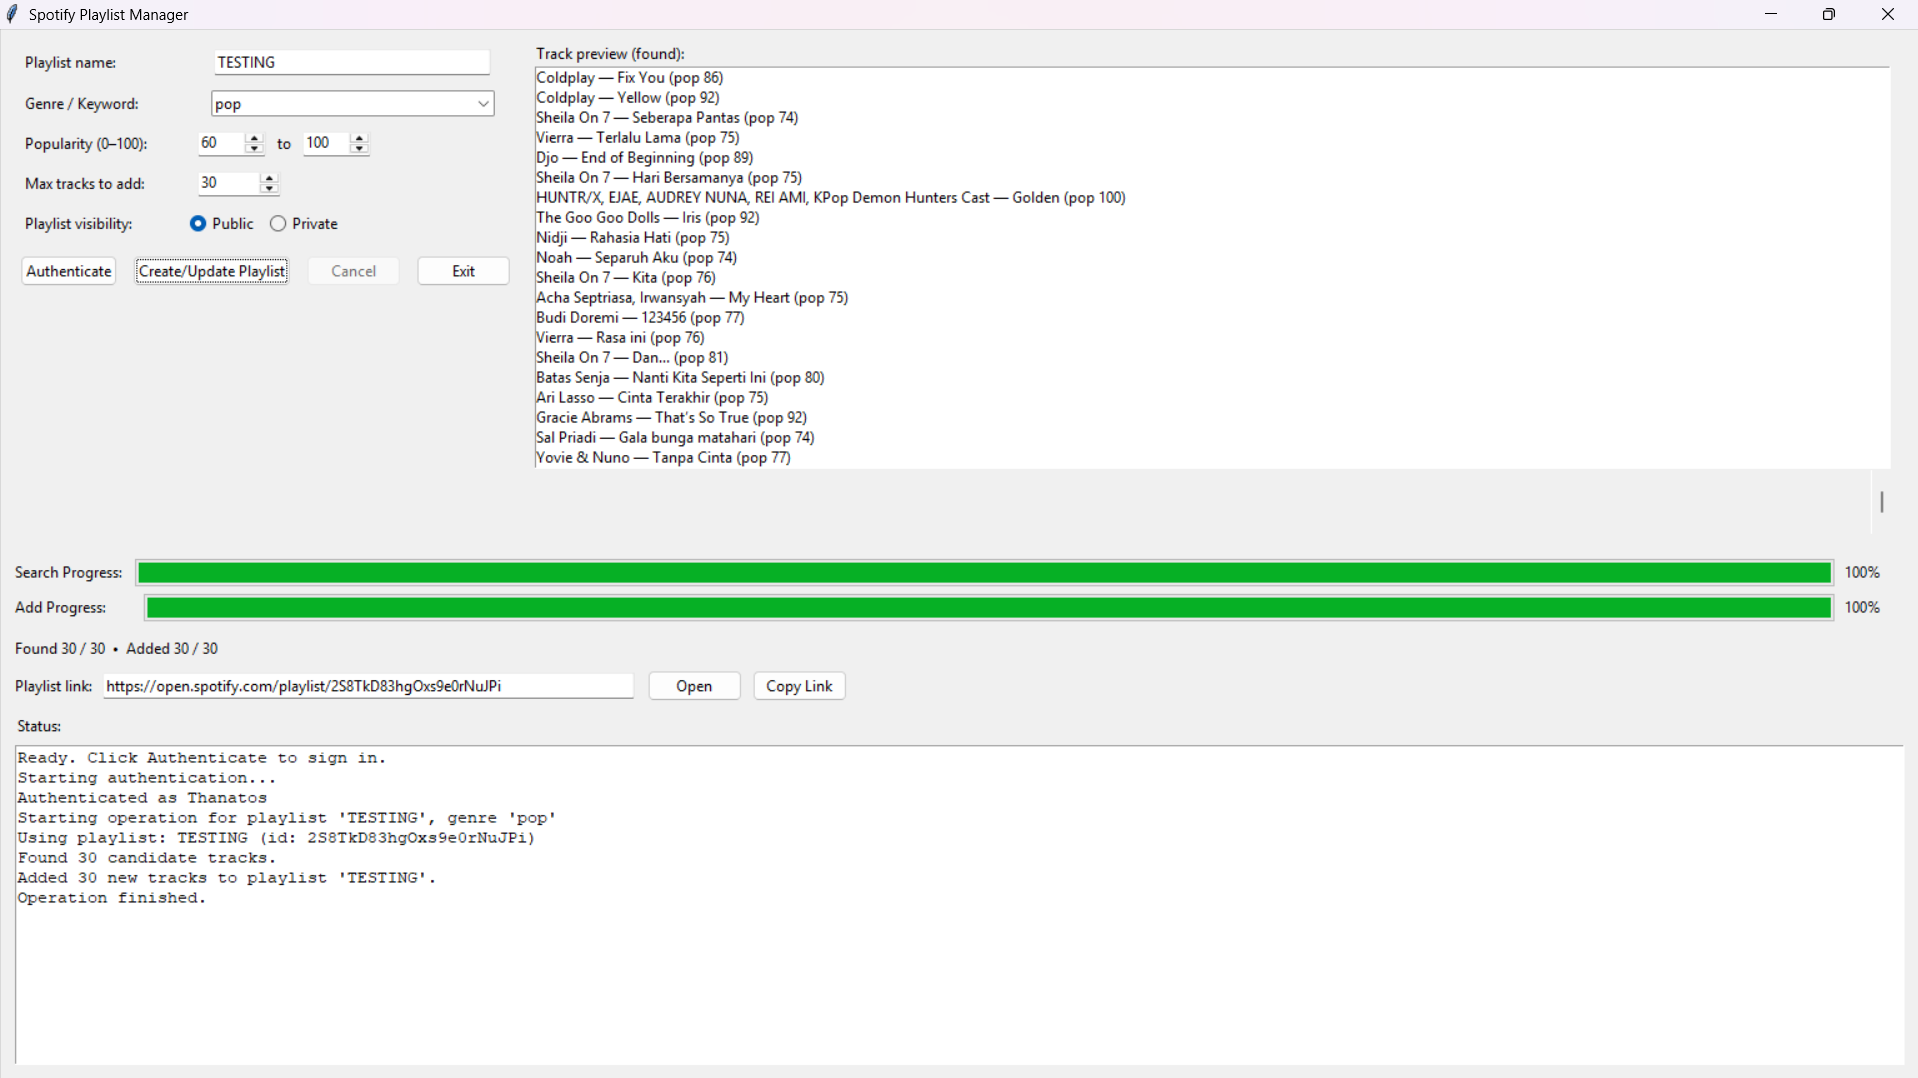 Spotify Playlist Manager
Playlist name: TESTING
Genre / Keyword: pop
Popularity (0–100): 60 to 100
Max tracks to add: 30
Playlist visibility: Public Private
Authenticate Create/Update Playlist Cancel Exit
Track preview (found):
Coldplay — Fix You (pop 86)
Coldplay — Yellow (pop 92)
Sheila On 7 — Seberapa Pantas (pop 74)
Vierra — Terlalu Lama (pop 75)
Djo — End of Beginning (pop 89)
Sheila On 7 — Hari Bersamanya (pop 75)
HUNTR/X, EJAE, AUDREY NUNA, REI AMI, KPop Demon Hunters Cast — Golden (pop 100)
The Goo Goo Dolls — Iris (pop 92)
Nidji — Rahasia Hati (pop 75)
Noah — Separuh Aku (pop 74)
Sheila On 7 — Kita (pop 76)
Acha Septriasa, Irwansyah — My Heart (pop 75)
Budi Doremi — 123456 (pop 77)
Vierra — Rasa ini (pop 76)
Sheila On 7 — Dan... (pop 81)
Batas Senja — Nanti Kita Seperti Ini (pop 80)
Ari Lasso — Cinta Terakhir (pop 75)
Gracie Abrams — That's So True (pop 92)
Sal Priadi — Gala bunga matahari (pop 74)
Yovie & Nuno — Tanpa Cinta (pop 77)
Search Progress: 100%
Add Progress: 100%
Found 30 / 30 • Added 30 / 30
Playlist link: https://open.spotify.com/playlist/2S8TkD83hgOxs9e0rNuJPi Open Copy Link
Status:
Ready. Click Authenticate to sign in.
Starting authentication...
Authenticated as Thanatos
Starting operation for playlist 'TESTING', genre 'pop'
Using playlist: TESTING (id: 2S8TkD83hgOxs9e0rNuJPi)
Found 30 candidate tracks.
Added 30 new tracks to playlist 'TESTING'.
Operation finished.